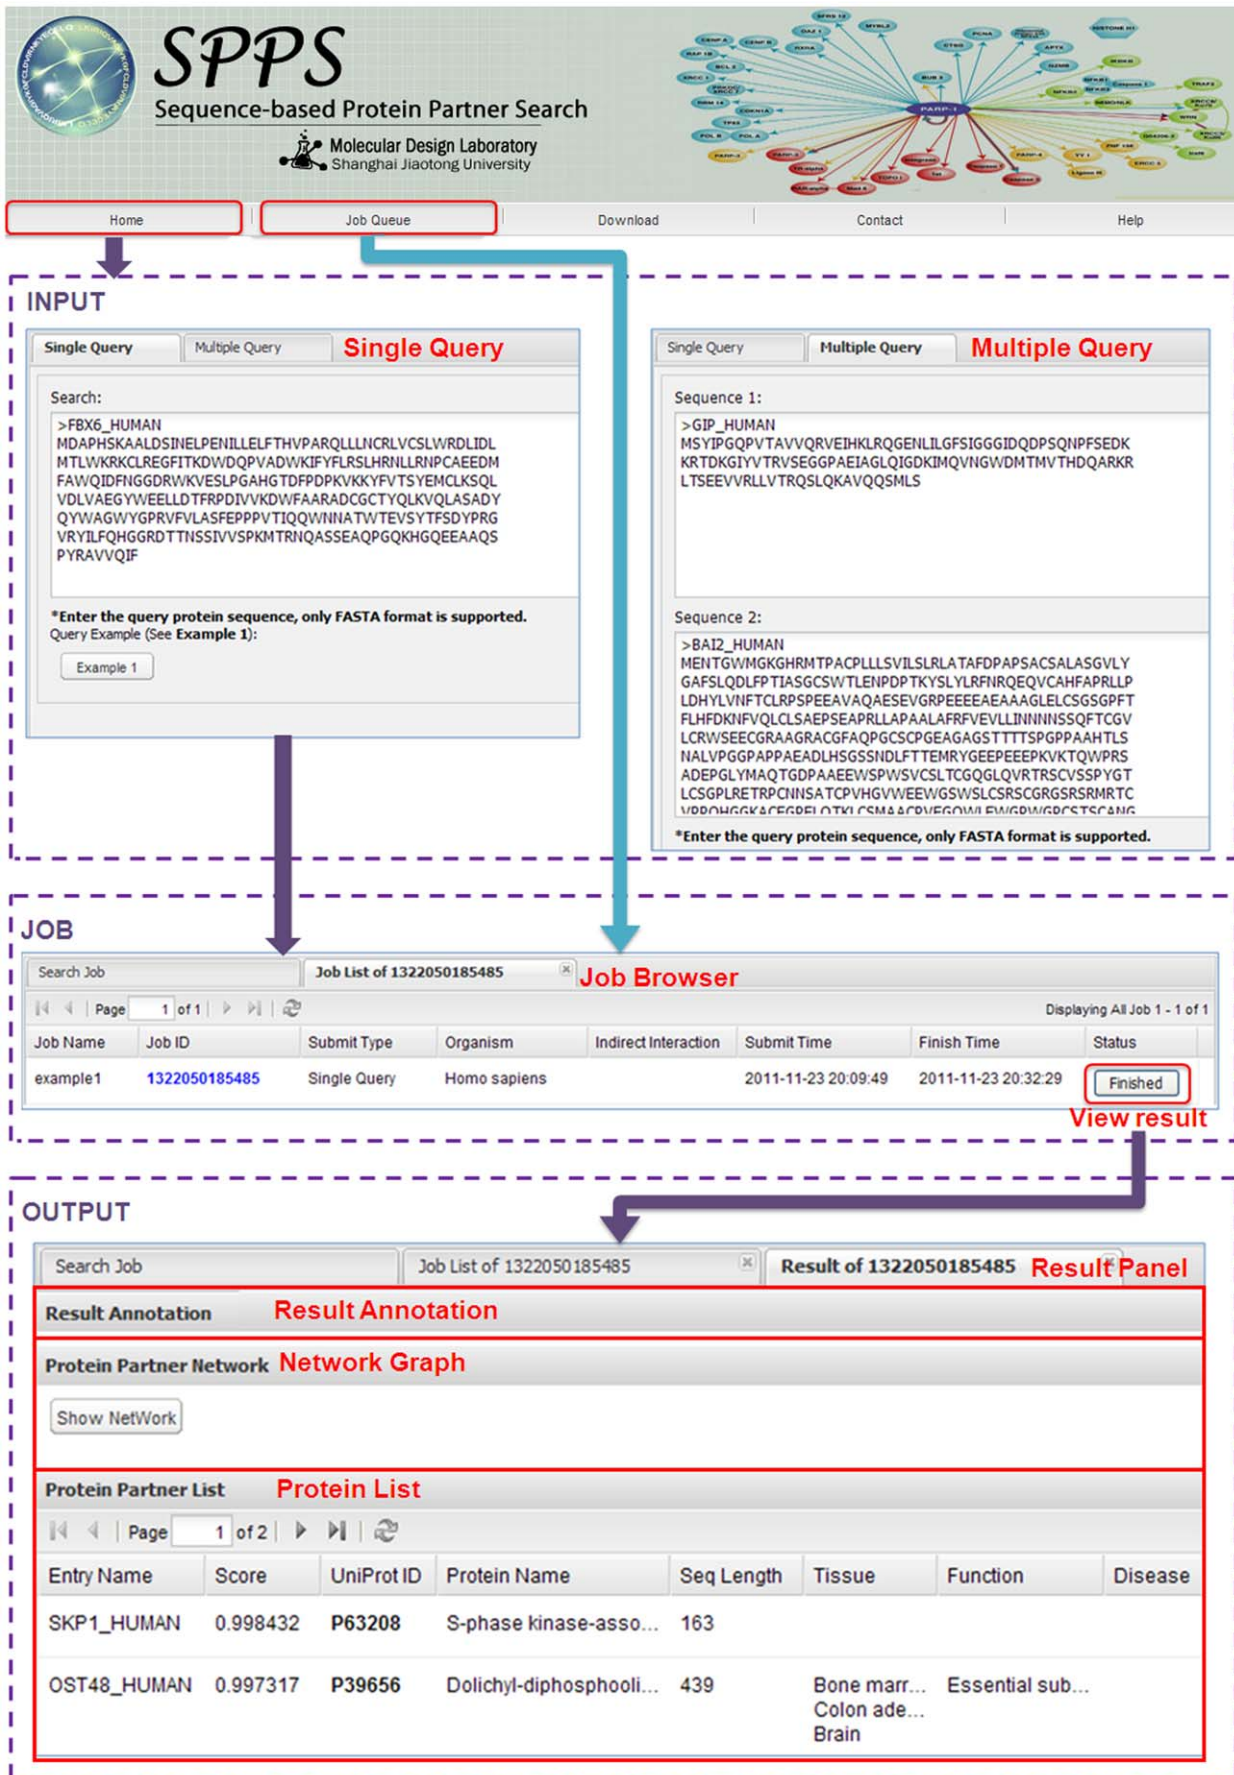 SPPS
Sequence-based Protein Partner Search
Molecular Design Laboratory
Shanghai Jiaotong University
PARP-1
Home
Job Queue
Download
Contact
Help
INPUT
Single Query
Multiple Query
Single Query
Search:
>FBX6_HUMAN
MDAPHSKAALDSINELPENILLELFTHVPARQLLLNCRLVCSLWRDLIDL
MTLWKRKCLREGFITKDWDQPVADWKIFYFLRSLHRNLLRNPCAEEDM
FAWQIDFNGGDRWKVESLPGAHGTDFPDPKVKKYFVTSYEMCLKSQL
VDLVAEGYWEELLDTFRPDIVVKDWFAARADCGCTYQLKVQLASADY
QYWAGWYGPRVFVLASFEPPPVTIQQWNNATWTEVSYTFSDYPRG
VRYILFQHGGRDTTNSSIVVSPKMTRNQASSEAQPGQKHGQEEAAQS
PYRAVVQIF
*Enter the query protein sequence, only FASTA format is supported.
Query Example (See Example 1):
Example 1
Single Query
Multiple Query
Multiple Query
Sequence 1:
>GIP_HUMAN
MSYIPGQPVTAVVQRVEIHKLRQGENLILGFSIGGGIDQDPSQNPFSEDK
KRTDKGIYVTRVSEGGPAEIAGLQIGDKIMQVNGWDMTMVTHDQARKR
LTSEEVVRLLVTRQSLQKAVQQSMLS
Sequence 2:
>BAI2_HUMAN
MENTGWMGKGHRMTPACPLLLSVILSLRLATAFDPAPSACSALASGVLY
GAFSLQDLFPTIASGCSWTLENPDPTKYSLYLRFNRQEQVCAHFAPRLLP
LDHYLVNFTCLRPSPEEAVAQAESEVGRPEEEEAEAAAGLELCSGSGPFT
FLHFDKNFVQLCLSAEPSEAPRLLAPAALAFRFVEVLLINNNNSSQFTCGV
LCRWSEECGRAAGRACGFAQPGCSCPGEAGAGSTTTTSPGPPAAHTLS
NALVPGGPAPPAEADLHSGSSNDLFTTEMRYGEEPEEEPKVKTQWPRS
ADEPGLYMAQTGDPAAEEWSPWSVCSLTCGQGLQVRTRSCVSSPYGT
LCSGPLRETRPCNNSATCPVHGVWEEWGSWSLCSRSCGRGSRSRMRTC
VPPQHGGKACEGPELQTKLCSMAACPVEGQWLEWGPWGPCSTSCANG
*Enter the query protein sequence, only FASTA format is supported.
JOB
Search Job
Job List of 1322050185485
Job Browser
Page 1 of 1
Displaying All Job 1 - 1 of 1
Job Name Job ID Submit Type Organism Indirect Interaction Submit Time Finish Time Status
example1 1322050185485 Single Query Homo sapiens 2011-11-23 20:09:49 2011-11-23 20:32:29 Finished
View result
OUTPUT
Search Job
Job List of 1322050185485
Result of 1322050185485
Result Panel
Result Annotation
Result Annotation
Protein Partner Network
Network Graph
Show NetWork
Protein Partner List
Protein List
Page 1 of 2
Entry Name Score UniProt ID Protein Name Seq Length Tissue Function Disease
SKP1_HUMAN 0.998432 P63208 S-phase kinase-asso... 163
OST48_HUMAN 0.997317 P39656 Dolichyl-diphosphooli... 439 Bone marr... Essential sub...
Colon ade...
Brain